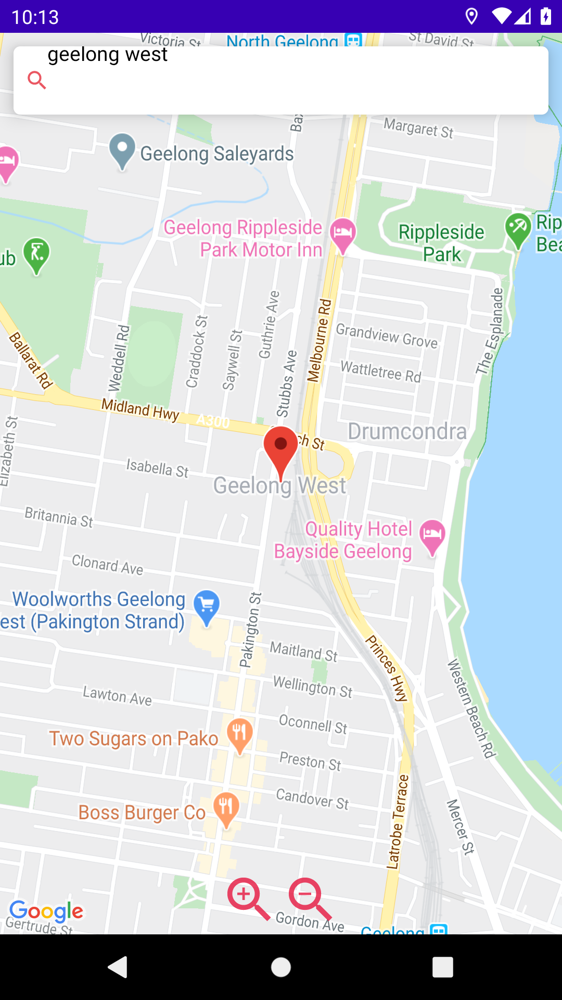 10:13
Victoria St
North Geelong
St David St
geelong west
Margaret St
Geelong Saleyards
Geelong Rippleside
Park Motor Inn
Rippleside
Park
Rip
Bea
ub
Ballarat Rd
Weddell Rd
Craddock St
Saywell St
Guthrie Ave
Stubbs Ave
Melbourne Rd
Grandview Grove
Wattletree Rd
The Esplanade
Midland Hwy
A300
ch St
Drumcondra
Elizabeth St
Isabella St
Geelong West
Britannia St
Quality Hotel
Bayside Geelong
Clonard Ave
Woolworths Geelong
est (Pakington Strand)
Pakington St
Maitland St
Princes Hwy
Wellington St
Western Beach Rd
Lawton Ave
Oconnell St
Two Sugars on Pako
Preston St
Candover St
Boss Burger Co
Latrobe Terrace
Mercer St
Google
Gordon Ave
Gertrude St
Geelong